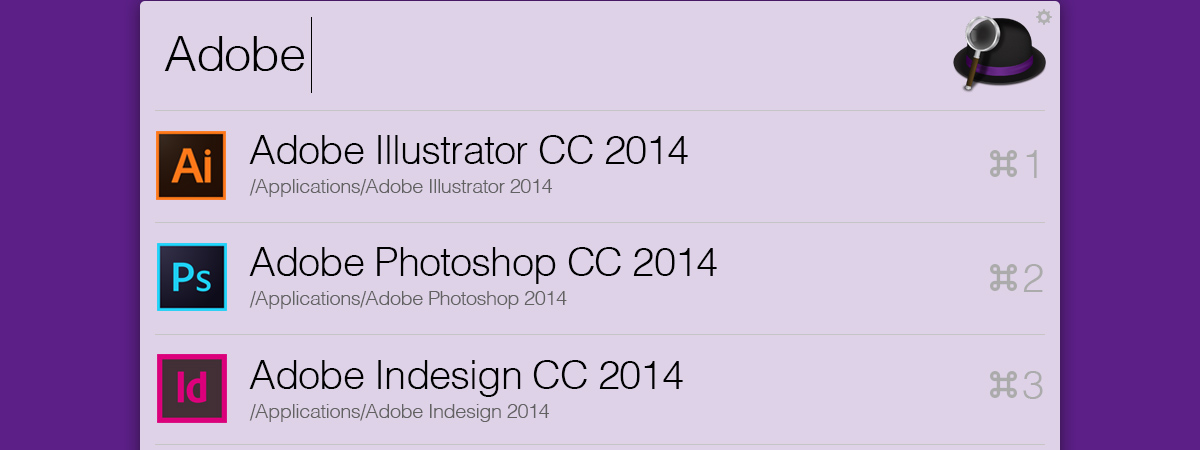 Adobe
Ai
Adobe Illustrator CC 2014
/Applications/Adobe Illustrator 2014
⌘1
Ps
Adobe Photoshop CC 2014
/Applications/Adobe Photoshop 2014
⌘2
Id
Adobe Indesign CC 2014
/Applications/Adobe Indesign 2014
⌘3